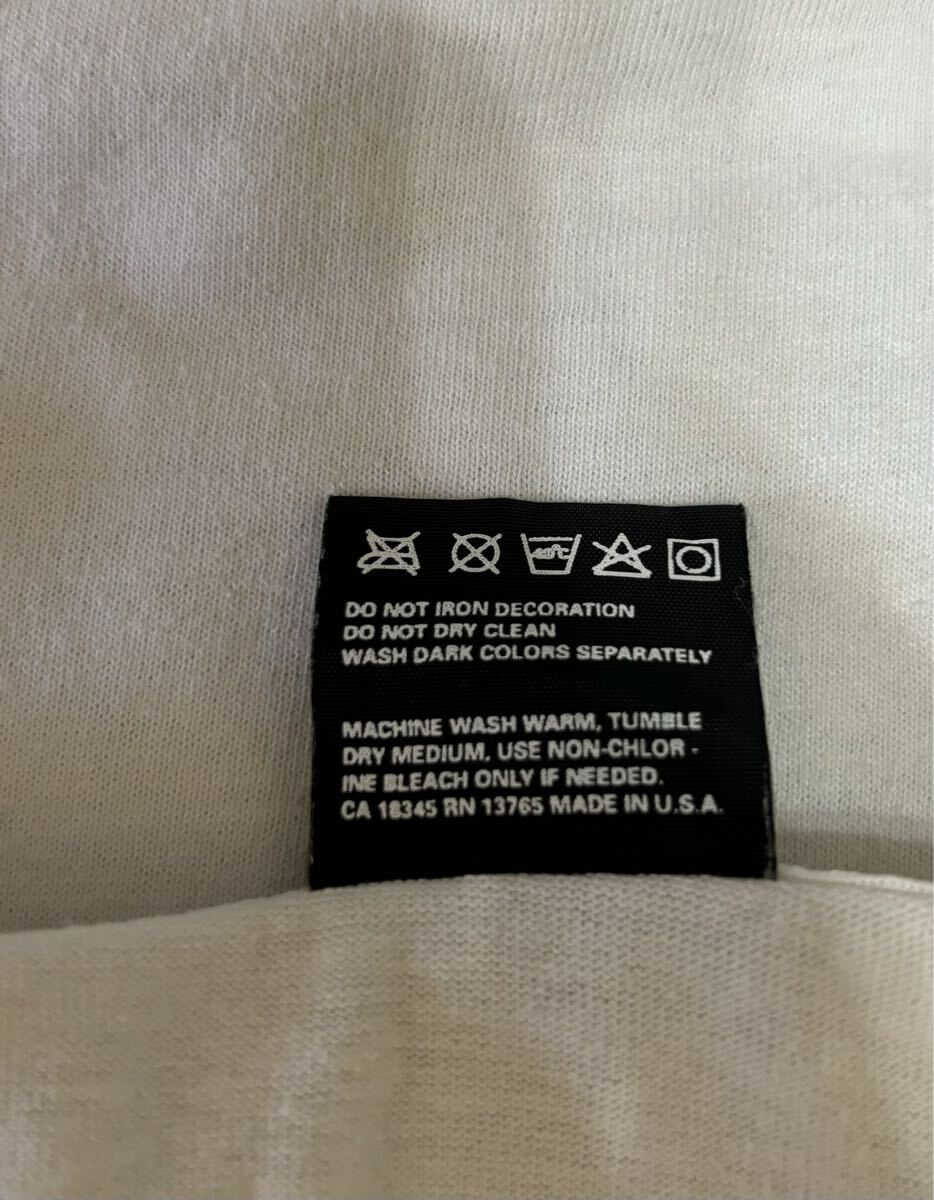 40°C
DO NOT IRON DECORATION
DO NOT DRY CLEAN
WASH DARK COLORS SEPARATELY
MACHINE WASH WARM, TUMBLE
DRY MEDIUM, USE NON-CHLOR -
INE BLEACH ONLY IF NEEDED.
CA 18345 RN 13765 MADE IN U.S.A.